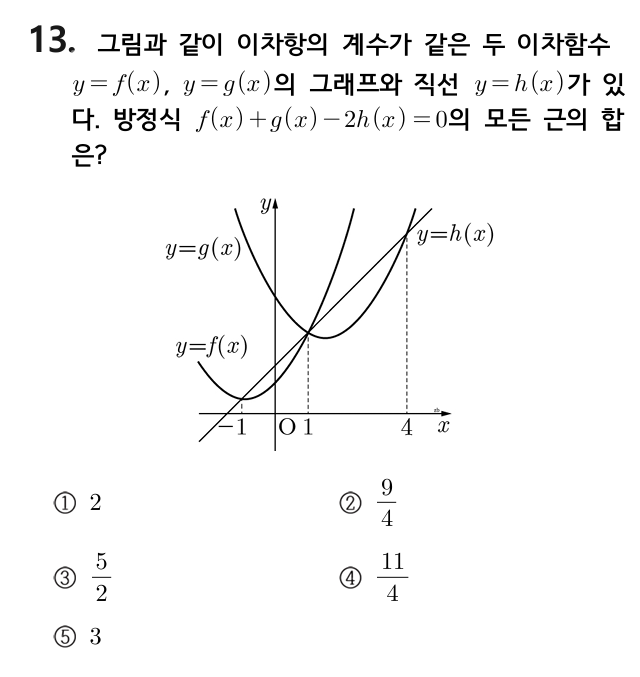 13. 그림과 같이 이차항의 계수가 같은 두 이차함수
y=f(x), y=g(x)의 그래프와 직선 y=h(x)가 있
다. 방정식 f(x)+g(x)-2h(x)=0의 모든 근의 합
은?
y
y=g(x)
y=h(x)
y=f(x)
-1 O 1 4 x
① 2
② 9/4
③ 5/2
④ 11/4
⑤ 3